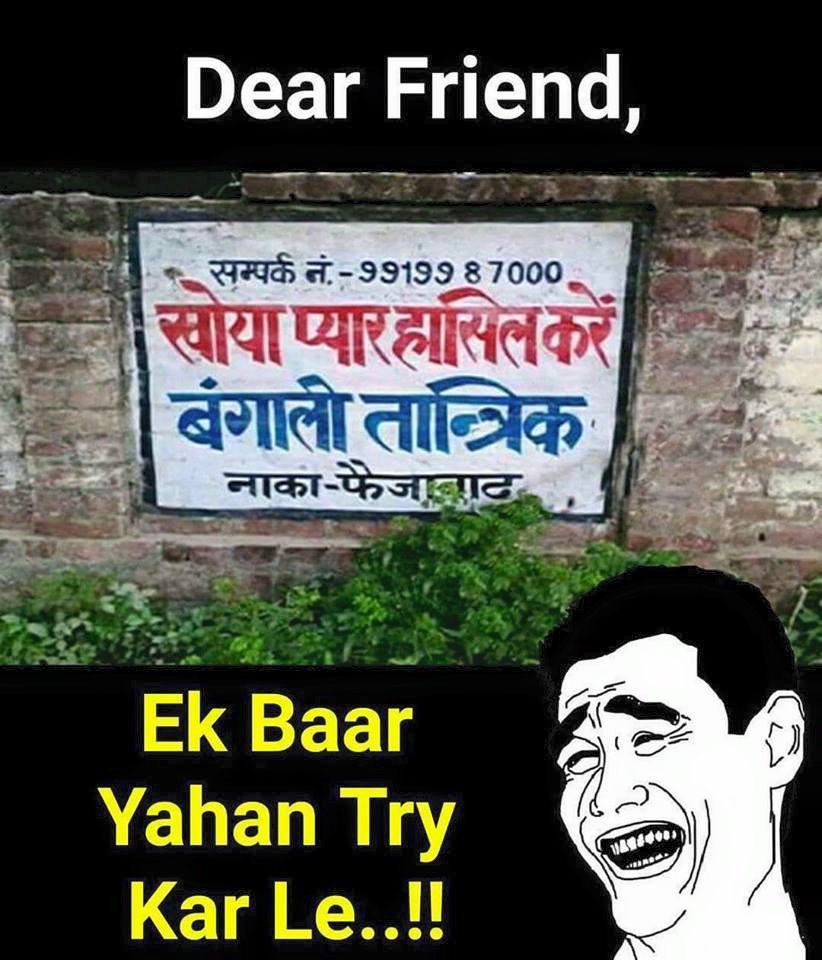 Dear Friend,
सम्पर्क नं.-99199 87000
खोया प्यार हासिल करें
बंगाली तान्त्रिक
Ek Baar
Yahan Try
Kar Le..!!